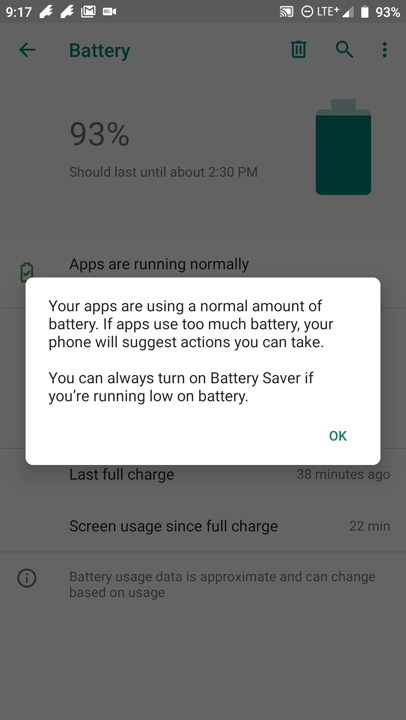 9:17 LTE+ 93%
Battery
93%
Should last until about 2:30 PM
Apps are running normally
Your apps are using a normal amount of
battery. If apps use too much battery, your
phone will suggest actions you can take.
You can always turn on Battery Saver if
you're running low on battery.
OK
Last full charge 38 minutes ago
Screen usage since full charge 22 min
Battery usage data is approximate and can change
based on usage